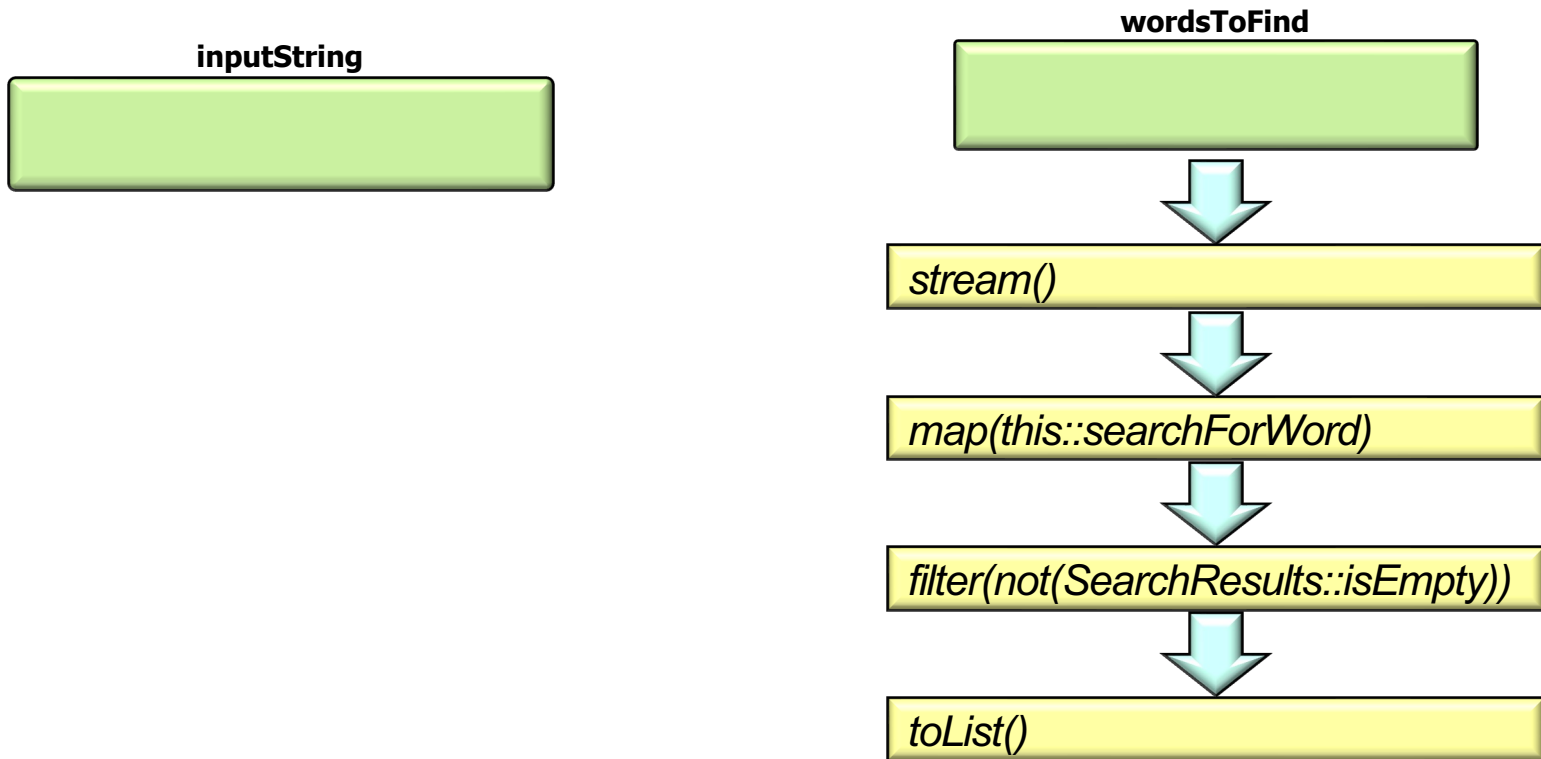 inputString
wordsToFind
stream()
map(this::searchForWord)
filter(not(SearchResults::isEmpty))
toList()